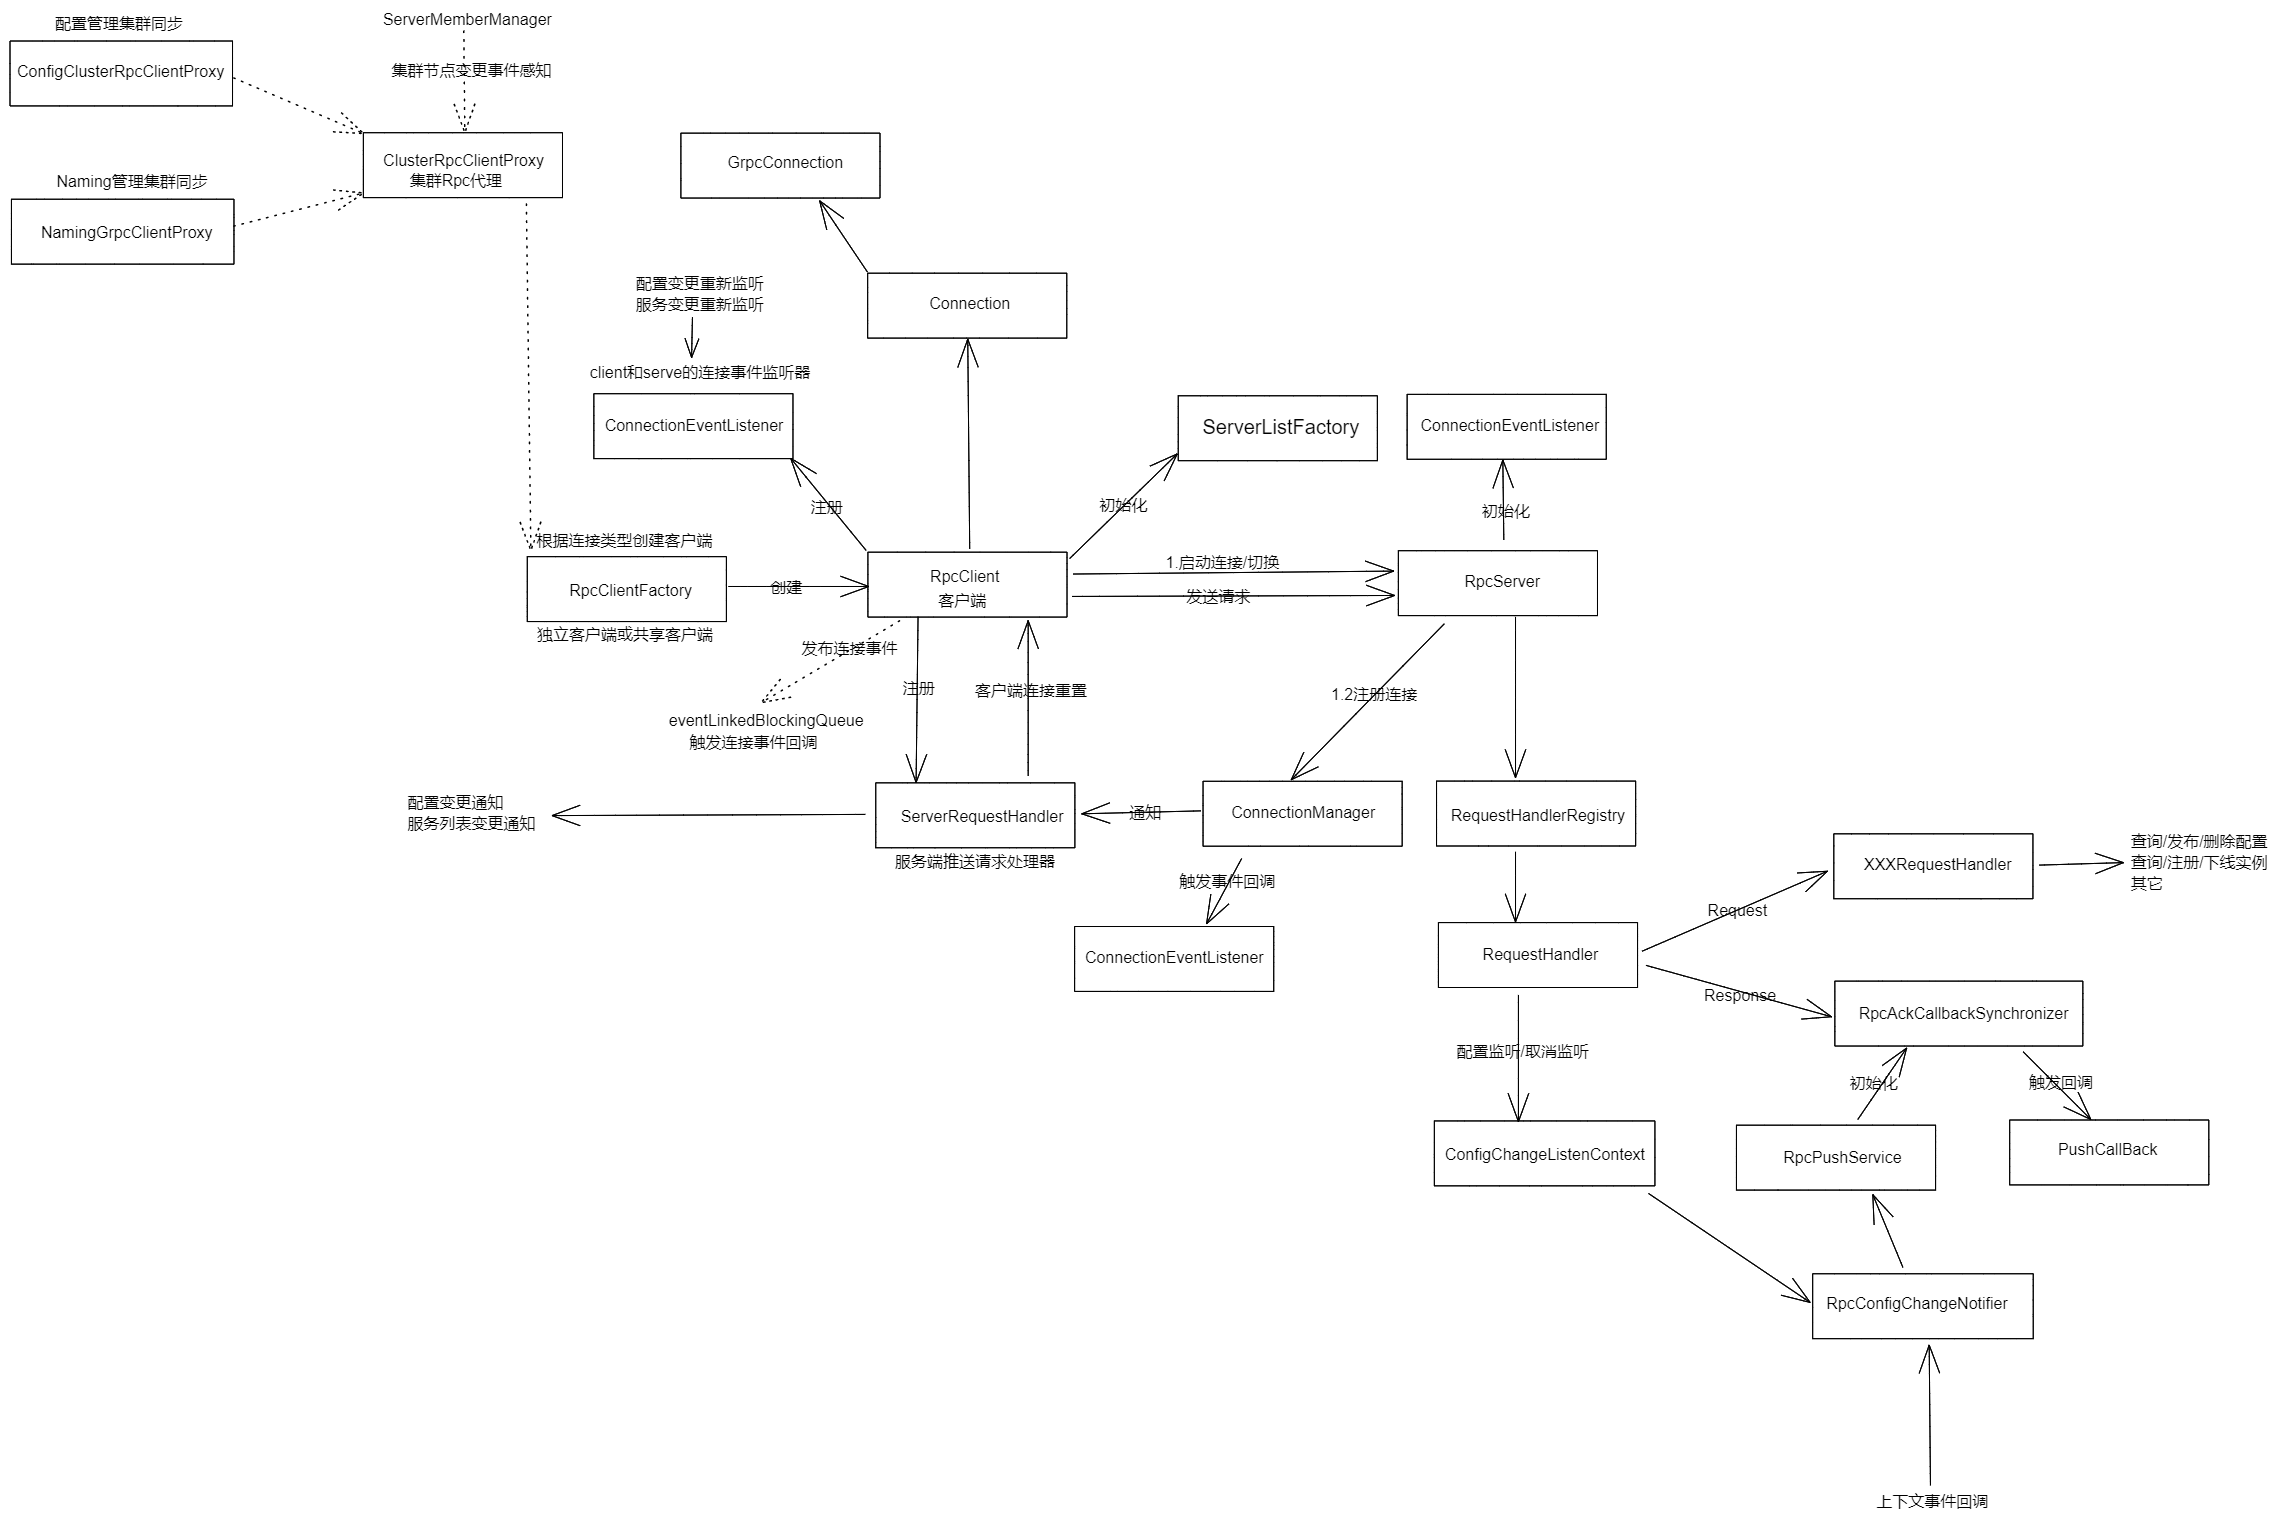 配置管理集群同步
ConfigClusterRpcClientProxy
ServerMemberManager
集群节点变更事件感知
ClusterRpcClientProxy
集群Rpc代理
Naming管理集群同步
NamingGrpcClientProxy
GrpcConnection
Connection
配置变更重新监听
服务变更重新监听
client和serve的连接事件监听器
ConnectionEventListener
ServerListFactory
ConnectionEventListener
注册
初始化
初始化
根据连接类型创建客户端
RpcClientFactory
独立客户端或共享客户端
创建
RpcClient
客户端
1.启动连接/切换
发送请求
RpcServer
发布连接事件
注册
客户端连接重置
1.2注册连接
eventLinkedBlockingQueue
触发连接事件回调
配置变更通知
服务列表变更通知
ServerRequestHandler
服务端推送请求处理器
通知
ConnectionManager
RequestHandlerRegistry
触发事件回调
ConnectionEventListener
XXXRequestHandler
查询/发布/删除配置
查询/注册/下线实例
其它
Request
RequestHandler
Response
RpcAckCallbackSynchronizer
配置监听/取消监听
初始化
触发回调
ConfigChangeListenContext
RpcPushService
PushCallBack
RpcConfigChangeNotifier
上下文事件回调